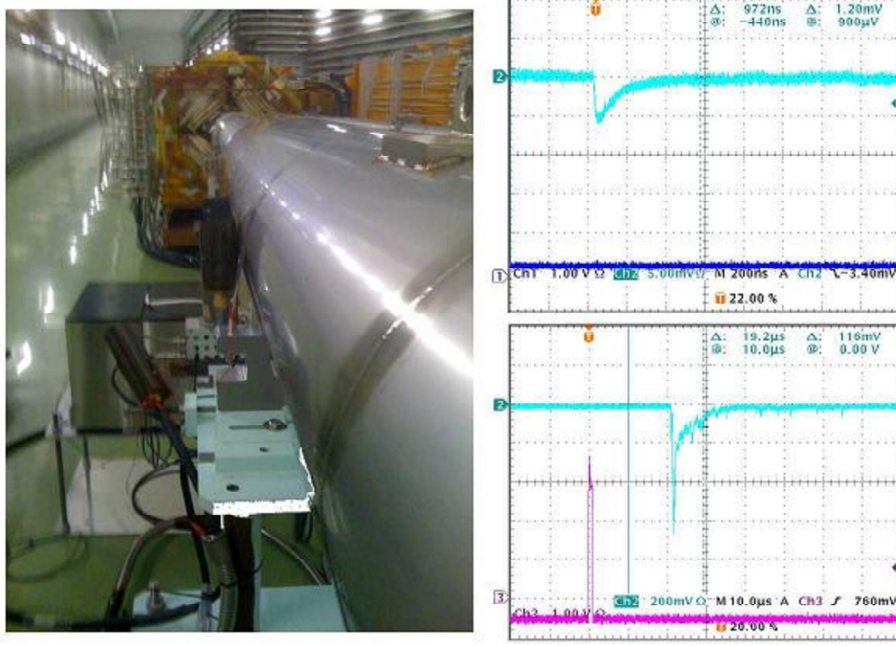 T
Δ: 972ns Δ: 1.20mV
@: -440ns @: 900µV
2
1
Ch1 1.00 V Ω Ch2 5.00mV Ω M 200ns A Ch2 -3.40mV
T 22.00 %
T
Δ: 19.2µs Δ: 116mV
@: 10.0µs @: 0.00 V
2
3
Ch2 200mV Ω M 10.0µs A Ch3 760mV
Ch3 1.00 V Ω
T 20.00 %